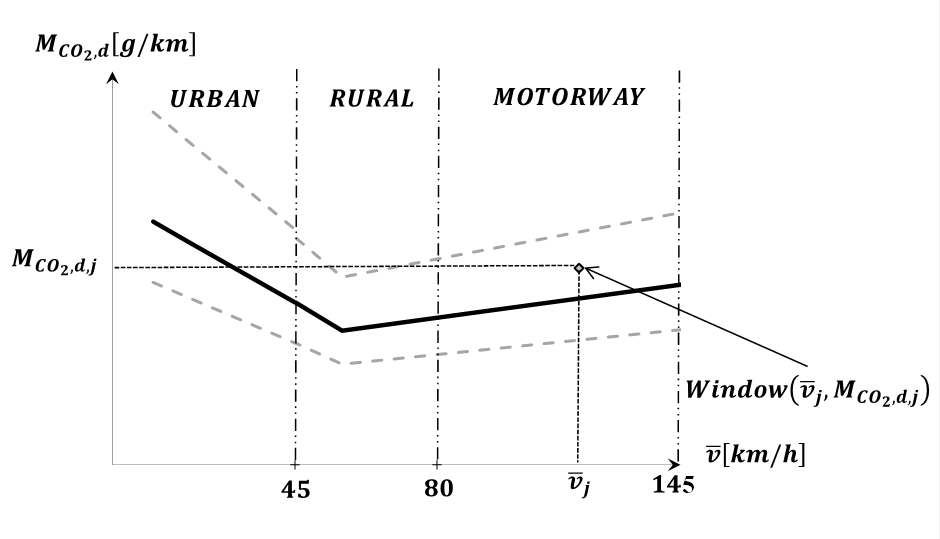 M_CO₂,d[g/km]
URBAN RURAL MOTORWAY
M_CO₂,d,j
Window(v̅_j, M_CO₂,d,j)
v̅[km/h]
45 80 v̅_j 145